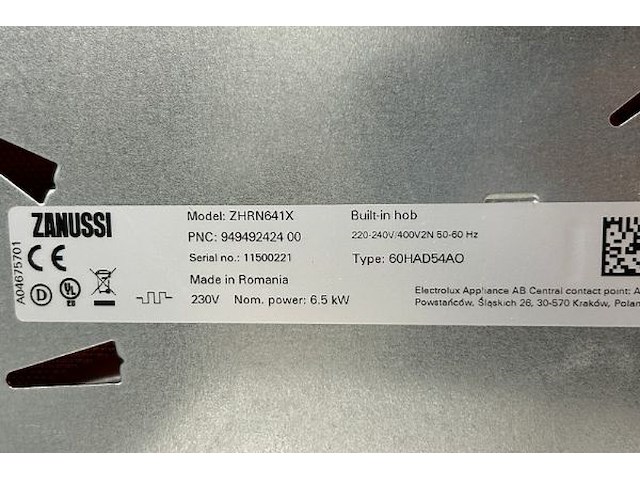 ZANUSSI
A04675701
CE
D
UL
Model: ZHRN641X
PNC: 949492424 00
Serial no.: 11500221
Made in Romania
230V Nom. power: 6.5 kW
Built-in hob
220-240V/400V2N 50-60 Hz
Type: 60HAD54AO
Electrolux Appliance AB Central contact point: A
Powstańców, Śląskich 26, 30-570 Kraków, Polan